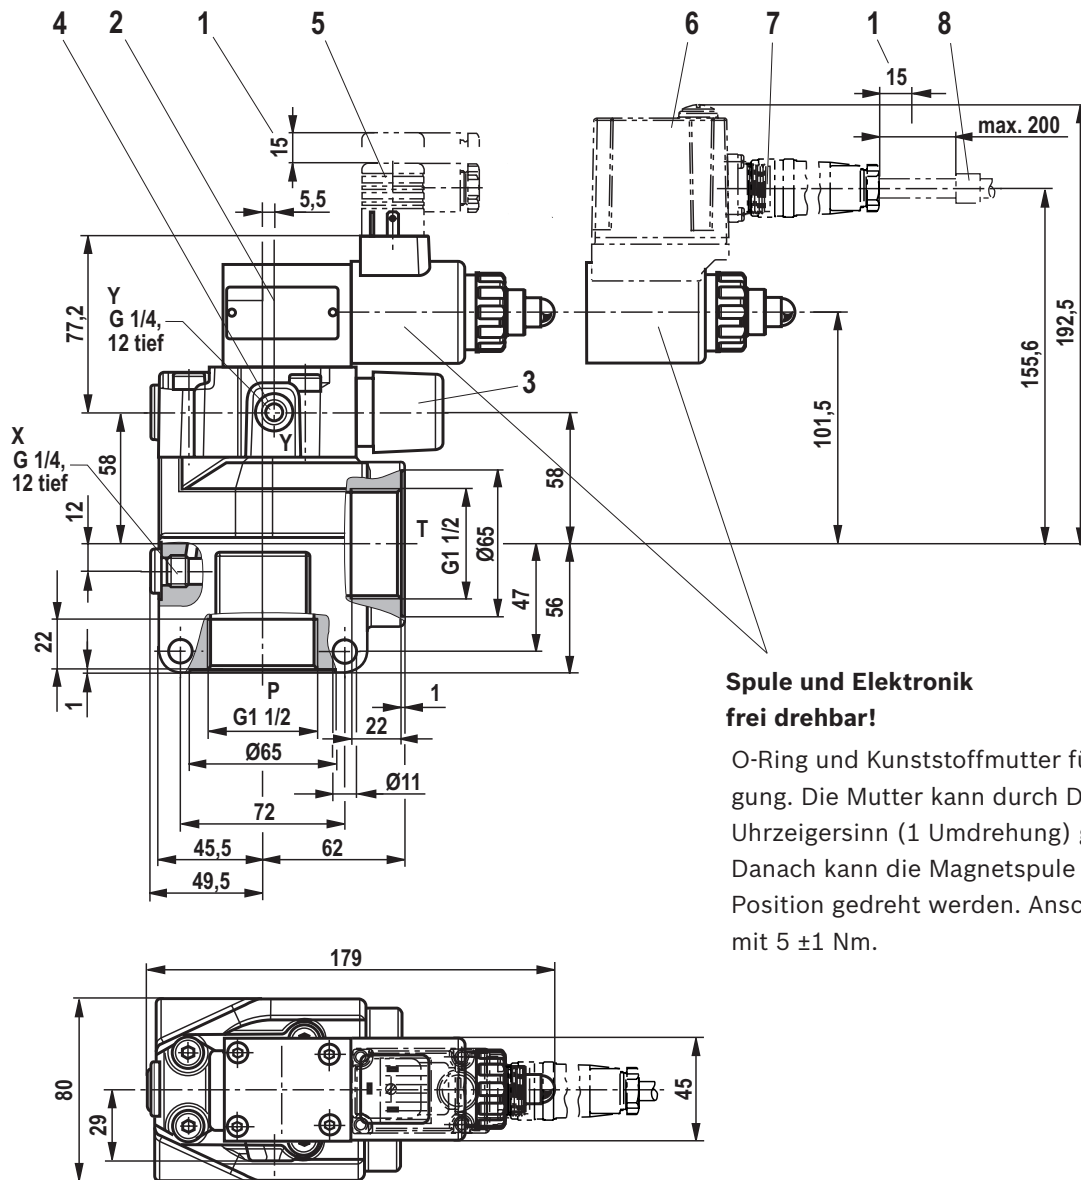 4
2
1
5
6
7
1
8
15
max. 200
15
5,5
77,2
Y
G 1/4,
12 tief
192,5
155,6
101,5
3
X
G 1/4,
12 tief
58
12
Y
T
G1 1/2
Ø65
58
47
56
22
1
P
G1 1/2
1
22
Ø65
Ø11
72
45,5
62
49,5
Spule und Elektronik
frei drehbar!
O-Ring und Kunststoffmutter
gung. Die Mutter kann durch
Uhrzeigersinn (1 Umdrehung)
Danach kann die Magnetspule
Position gedreht werden.
mit 5 ±1 Nm.
179
80
29
45